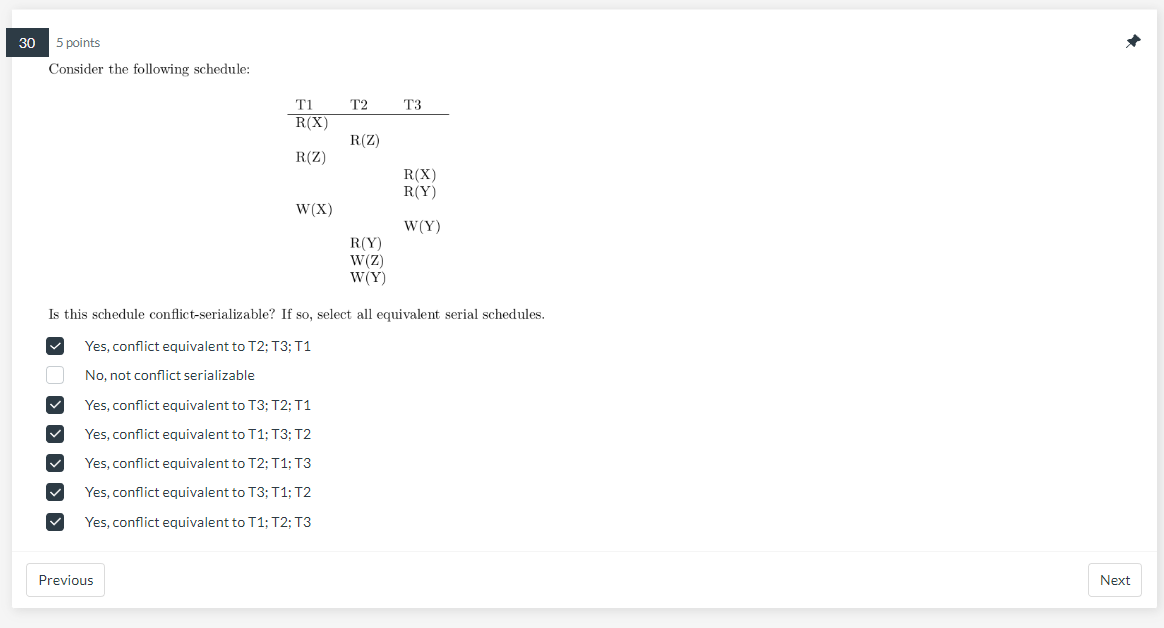 30 5 points
Consider the following schedule:
T1 T2 T3
R(X)
R(Z)
R(Z)
R(X)
R(Y)
W(X)
W(Y)
R(Y)
W(Z)
W(Y)
Is this schedule conflict-serializable? If so, select all equivalent serial schedules.
Yes, conflict equivalent to T2; T3; T1
No, not conflict serializable
Yes, conflict equivalent to T3; T2; T1
Yes, conflict equivalent to T1; T3; T2
Yes, conflict equivalent to T2; T1; T3
Yes, conflict equivalent to T3; T1; T2
Yes, conflict equivalent to T1; T2; T3
Previous Next